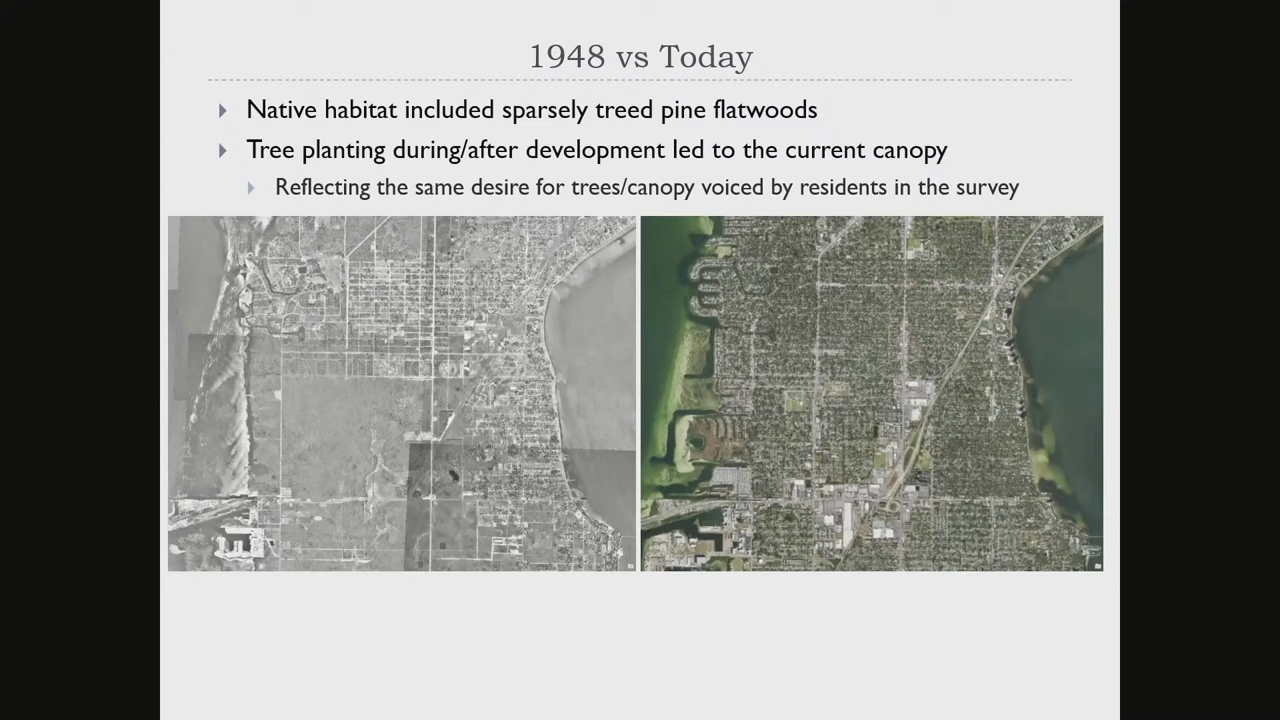 1948 vs Today
Native habitat included sparsely treed pine flatwoods
Tree planting during/after development led to the current canopy
Reflecting the same desire for trees/canopy voiced by residents in the survey